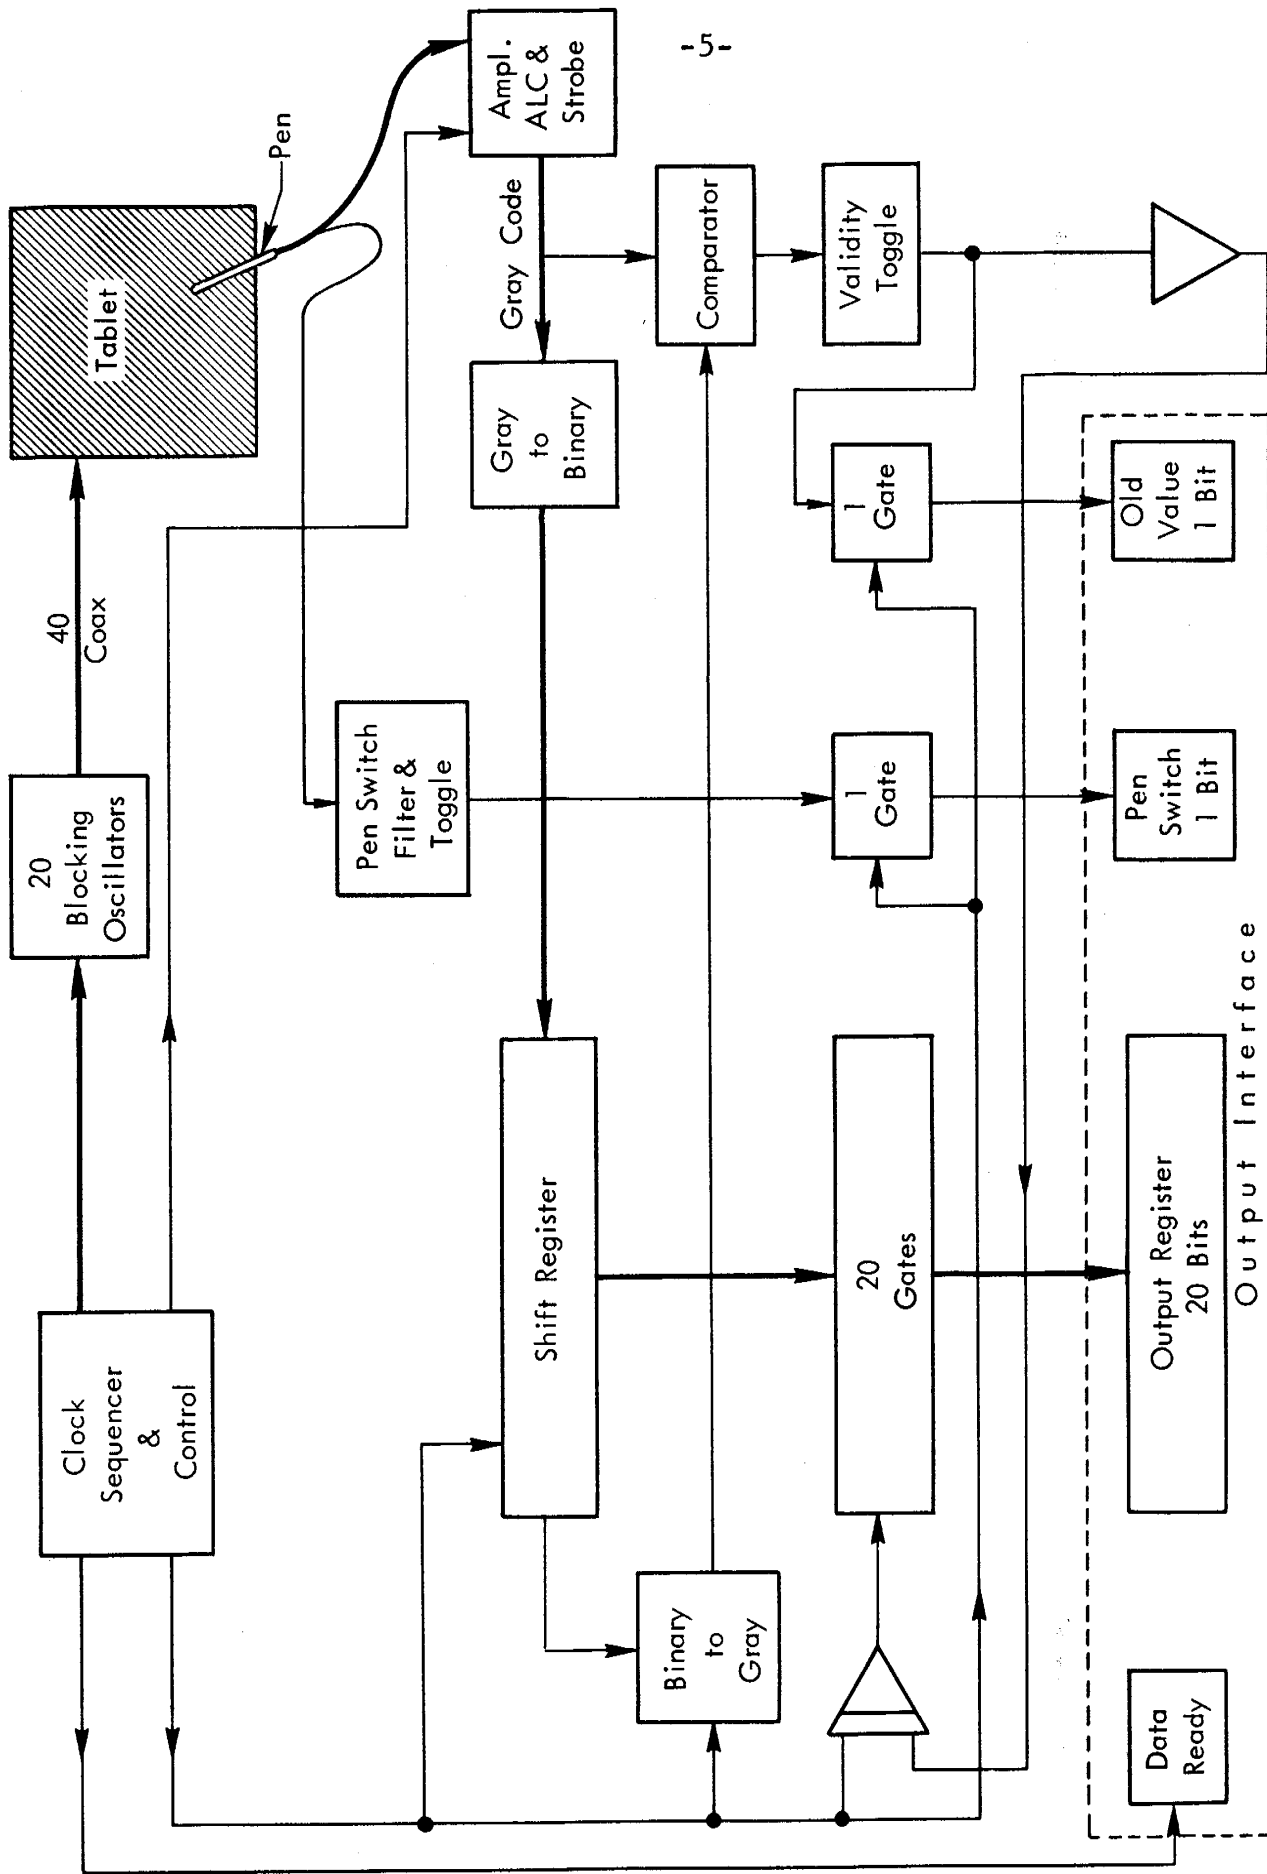 -5-
Clock
Sequencer
&
Control
20
Blocking
Oscillators
40
Coax
Tablet
Pen
Pen Switch
Filter &
Toggle
Ampl.
ALC &
Strobe
Gray Code
Gray
to
Binary
Shift Register
Binary
to
Gray
Comparator
Validity
Toggle
20
Gates
1
Gate
1
Gate
Data
Ready
Output Register
20 Bits
Pen
Switch
1 Bit
Old
Value
1 Bit
Output Interface